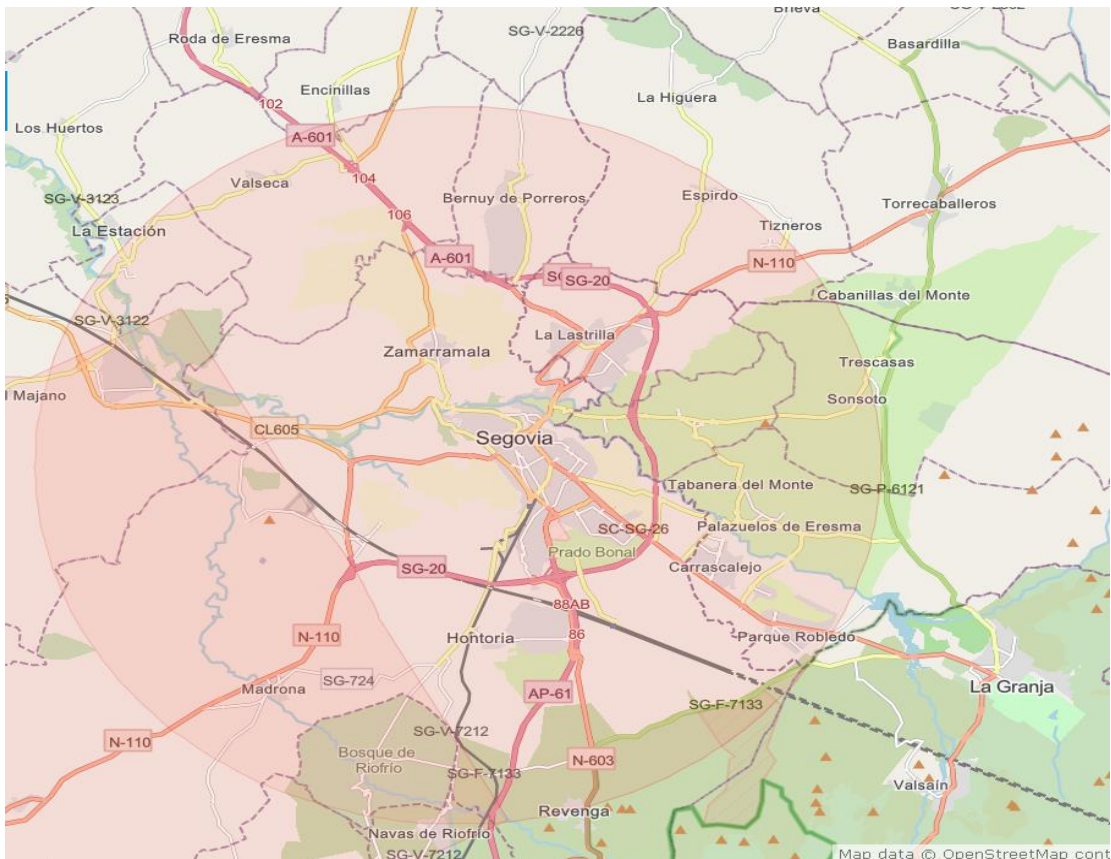 SG-V-2226
Brieva
Roda de Eresma
Basardilla
Encinillas
La Higuera
102
Los Huertos
A-601
104
Valseca
SG-V-3123
Bernuy de Porreros
Espirdo
106
Torrecaballeros
La Estación
Tizneros
A-601
N-110
SG-20
Cabanillas del Monte
SG-V-3122
La Lastrilla
Zamarramala
Trescasas
Majano
Sonsoto
CL605
Segovia
Tabanera del Monte
SG-P-6121
SC-SG-26
Palazuelos de Eresma
Prado Bonal
SG-20
Carrascalejo
88AB
N-110
86
Hontoria
Parque Robledo
SG-724
Madrona
La Granja
AP-61
SG-F-7133
SG-V-7212
N-110
Bosque de
Riofrío
N-603
SG-F-7133
Valsaín
Revenga
Navas de Riofrío
SG-V-7212
Map data © OpenStreetMap cont